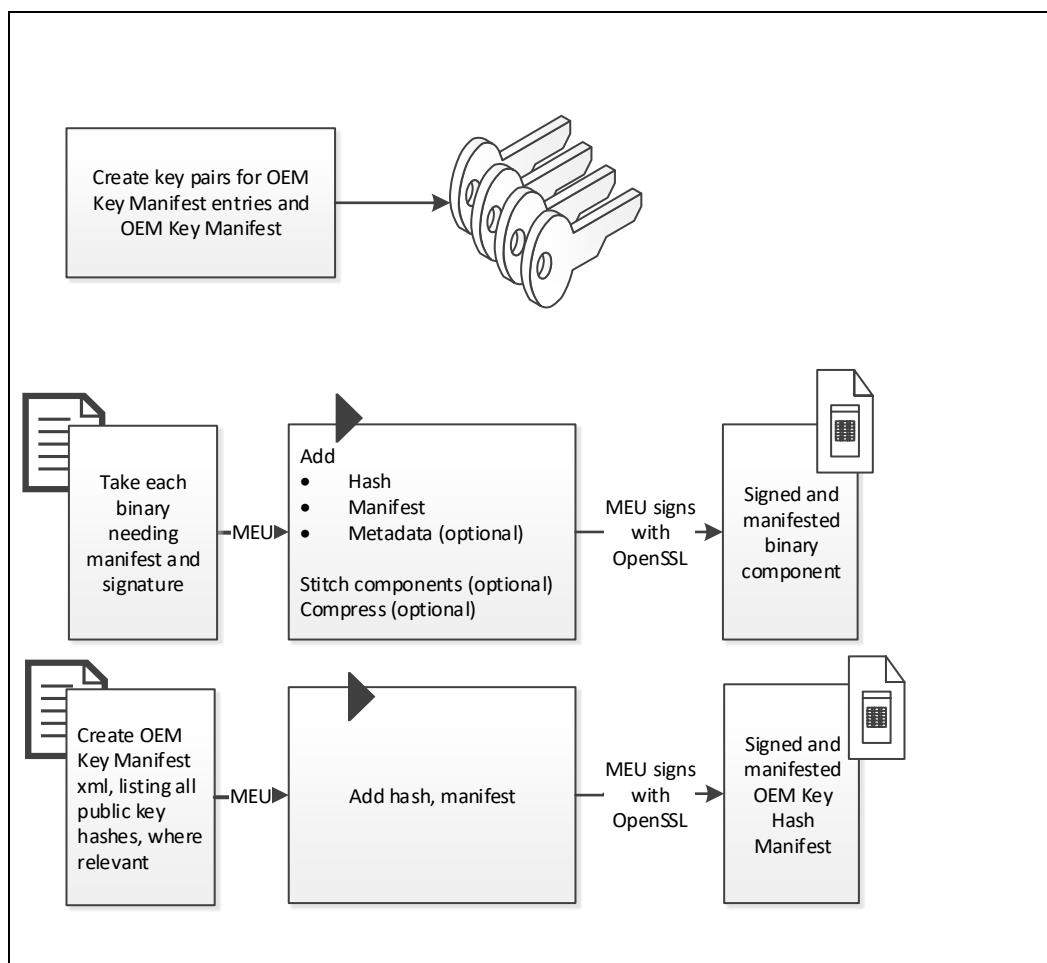 Create key pairs for OEM
Key Manifest entries and
OEM Key Manifest
Take each
binary
needing
manifest and
signature
MEU
Add
• Hash
• Manifest
• Metadata (optional)
Stitch components (optional)
Compress (optional)
MEU signs
with
OpenSSL
Signed and
manifested
binary
component
Create OEM
Key Manifest
xml, listing all
public key
hashes, where
relevant
MEU
Add hash, manifest
MEU signs
with
OpenSSL
Signed and
manifested
OEM Key
Hash
Manifest